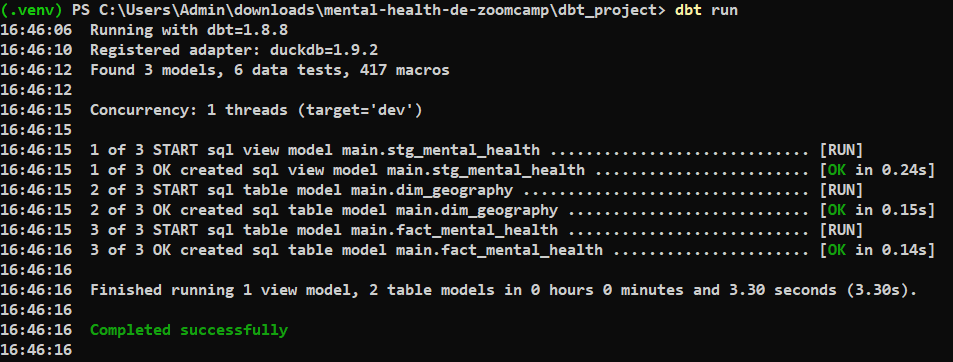 (.venv) PS C:\Users\Admin\downloads\mental-health-de-zoomcamp\dbt_project> dbt run
16:46:06  Running with dbt=1.8.8
16:46:10  Registered adapter: duckdb=1.9.2
16:46:12  Found 3 models, 6 data tests, 417 macros
16:46:12
16:46:15  Concurrency: 1 threads (target='dev')
16:46:15
16:46:15  1 of 3 START sql view model main.stg_mental_health ............................. [RUN]
16:46:15  1 of 3 OK created sql view model main.stg_mental_health ........................ [OK in 0.24s]
16:46:15  2 of 3 START sql table model main.dim_geography ................................ [RUN]
16:46:15  2 of 3 OK created sql table model main.dim_geography ........................... [OK in 0.15s]
16:46:15  3 of 3 START sql table model main.fact_mental_health ........................... [RUN]
16:46:16  3 of 3 OK created sql table model main.fact_mental_health ...................... [OK in 0.14s]
16:46:16
16:46:16  Finished running 1 view model, 2 table models in 0 hours 0 minutes and 3.30 seconds (3.30s).
16:46:16
16:46:16  Completed successfully
16:46:16